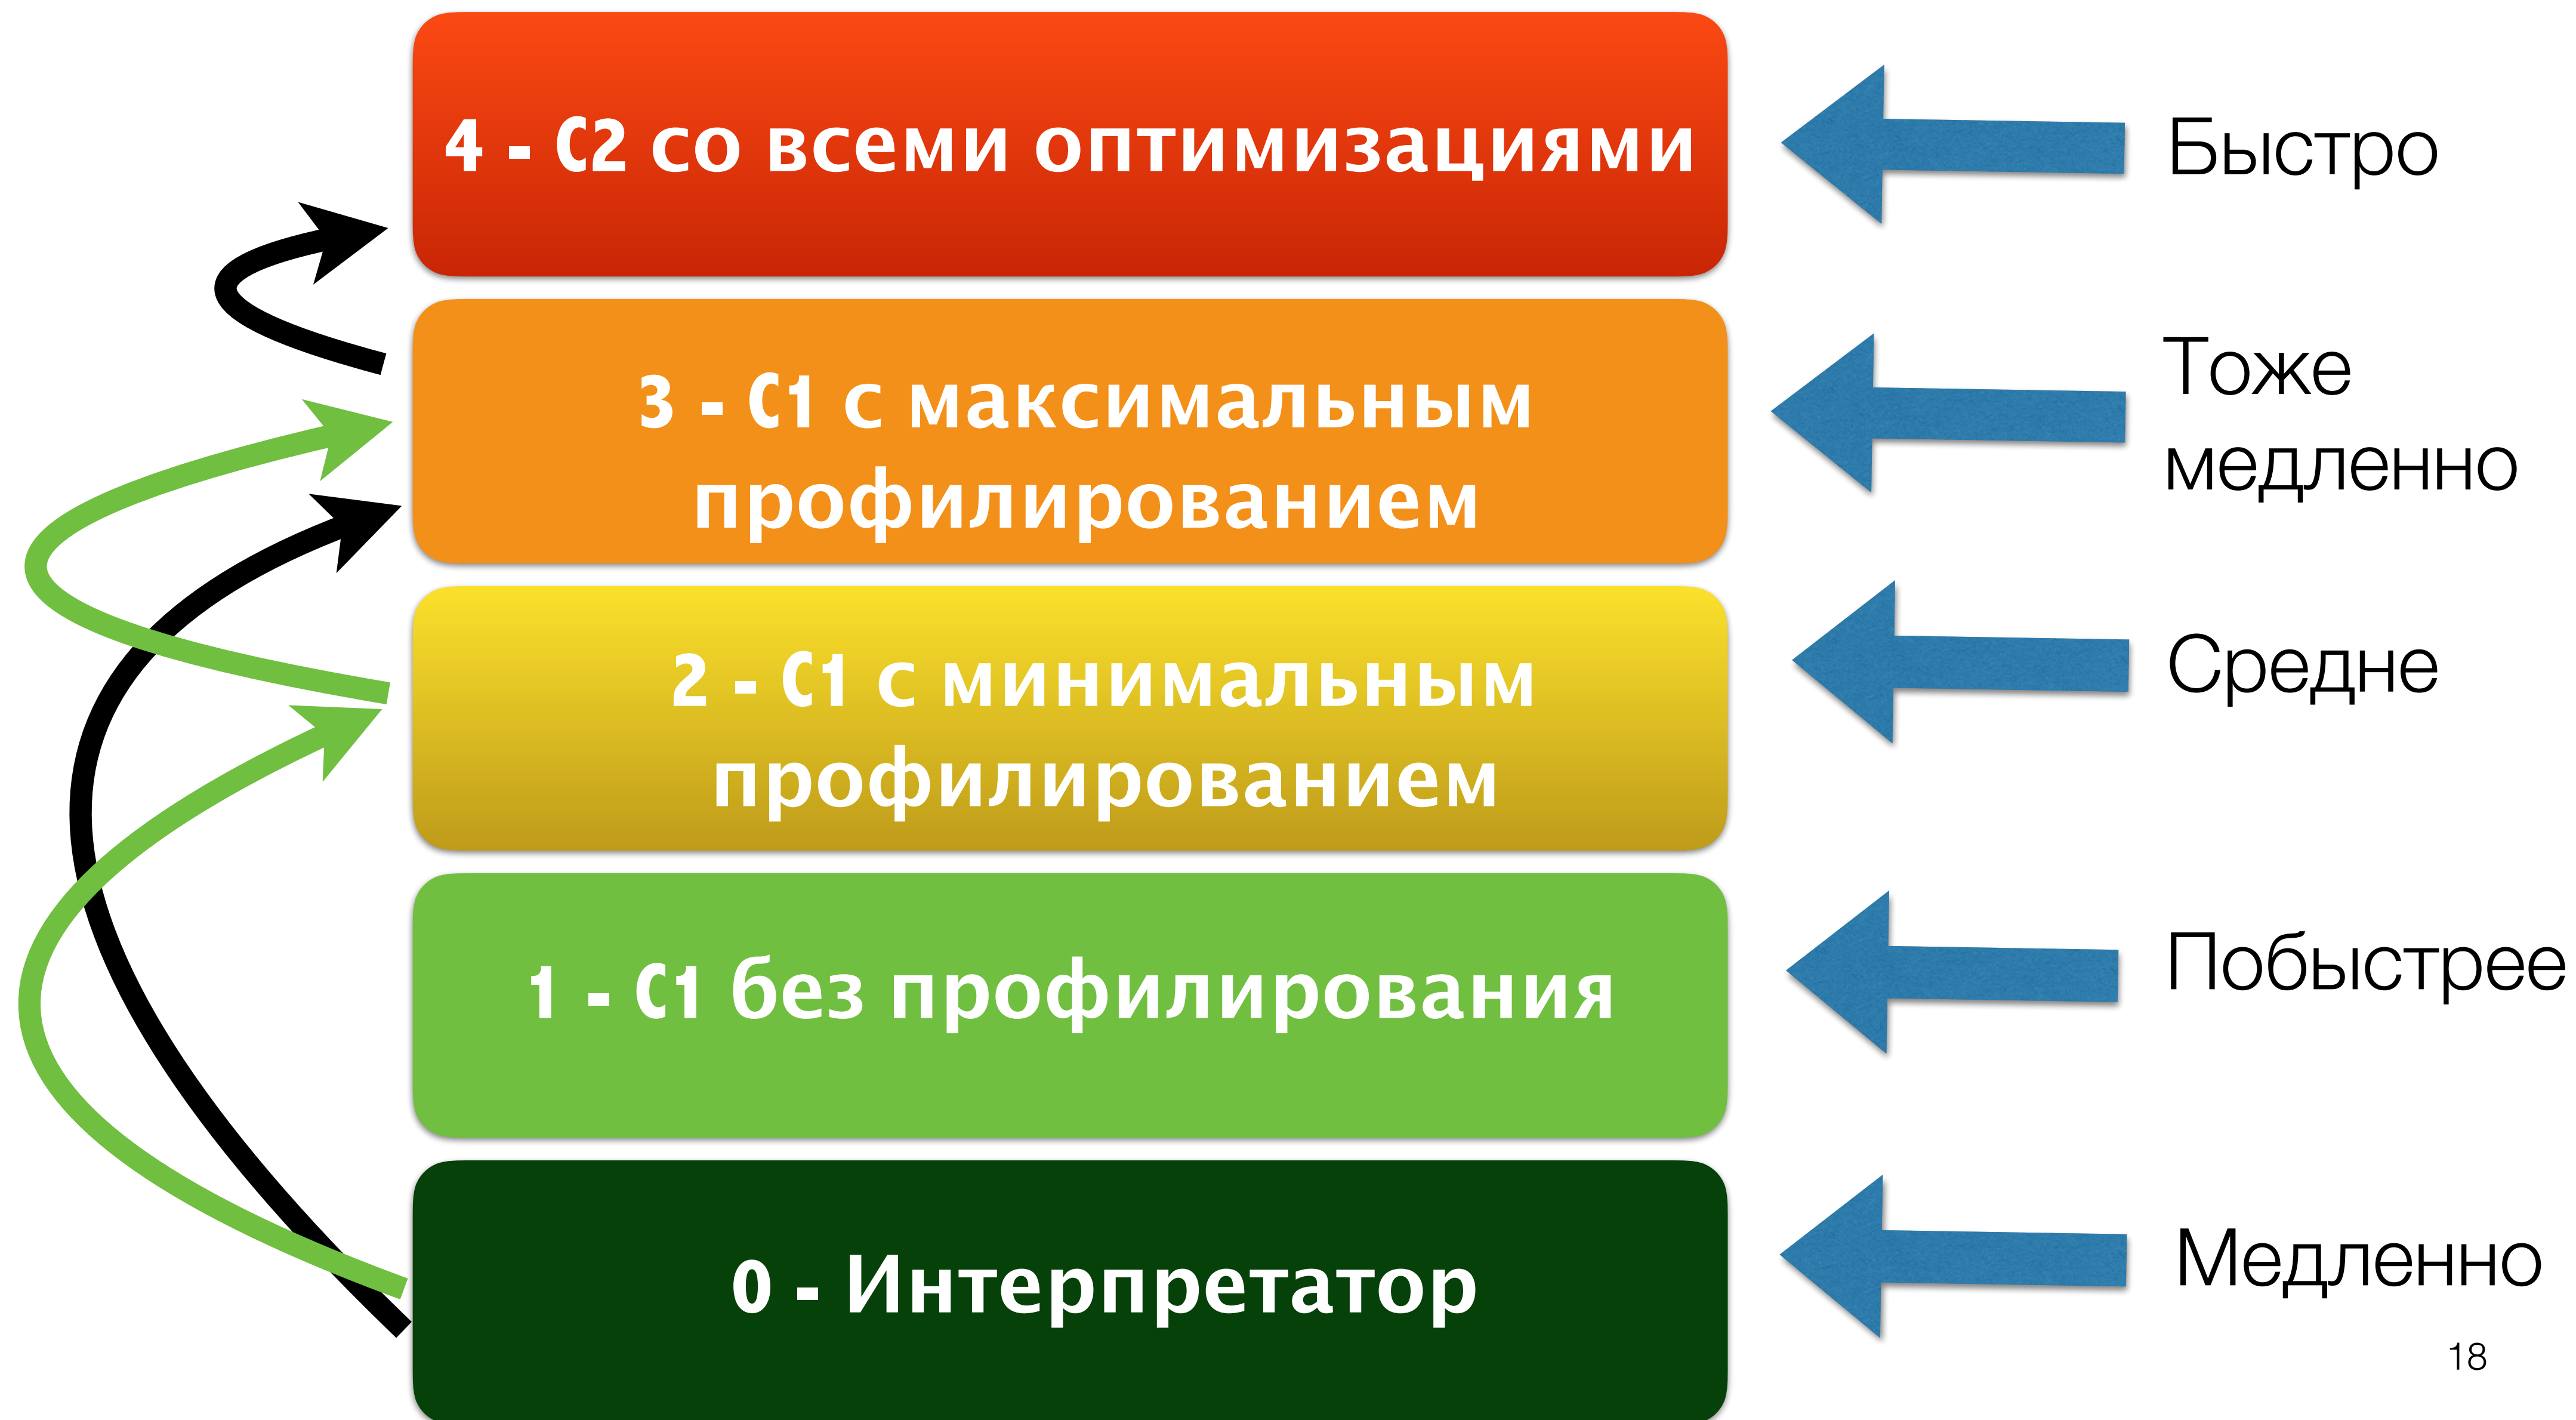 4 - C2 со всеми оптимизациями
Быстро
3 - C1 с максимальным
профилированием
Тоже
медленно
2 - C1 с минимальным
профилированием
Средне
1 - C1 без профилирования
Побыстрее
0 - Интерпретатор
Медленно
18